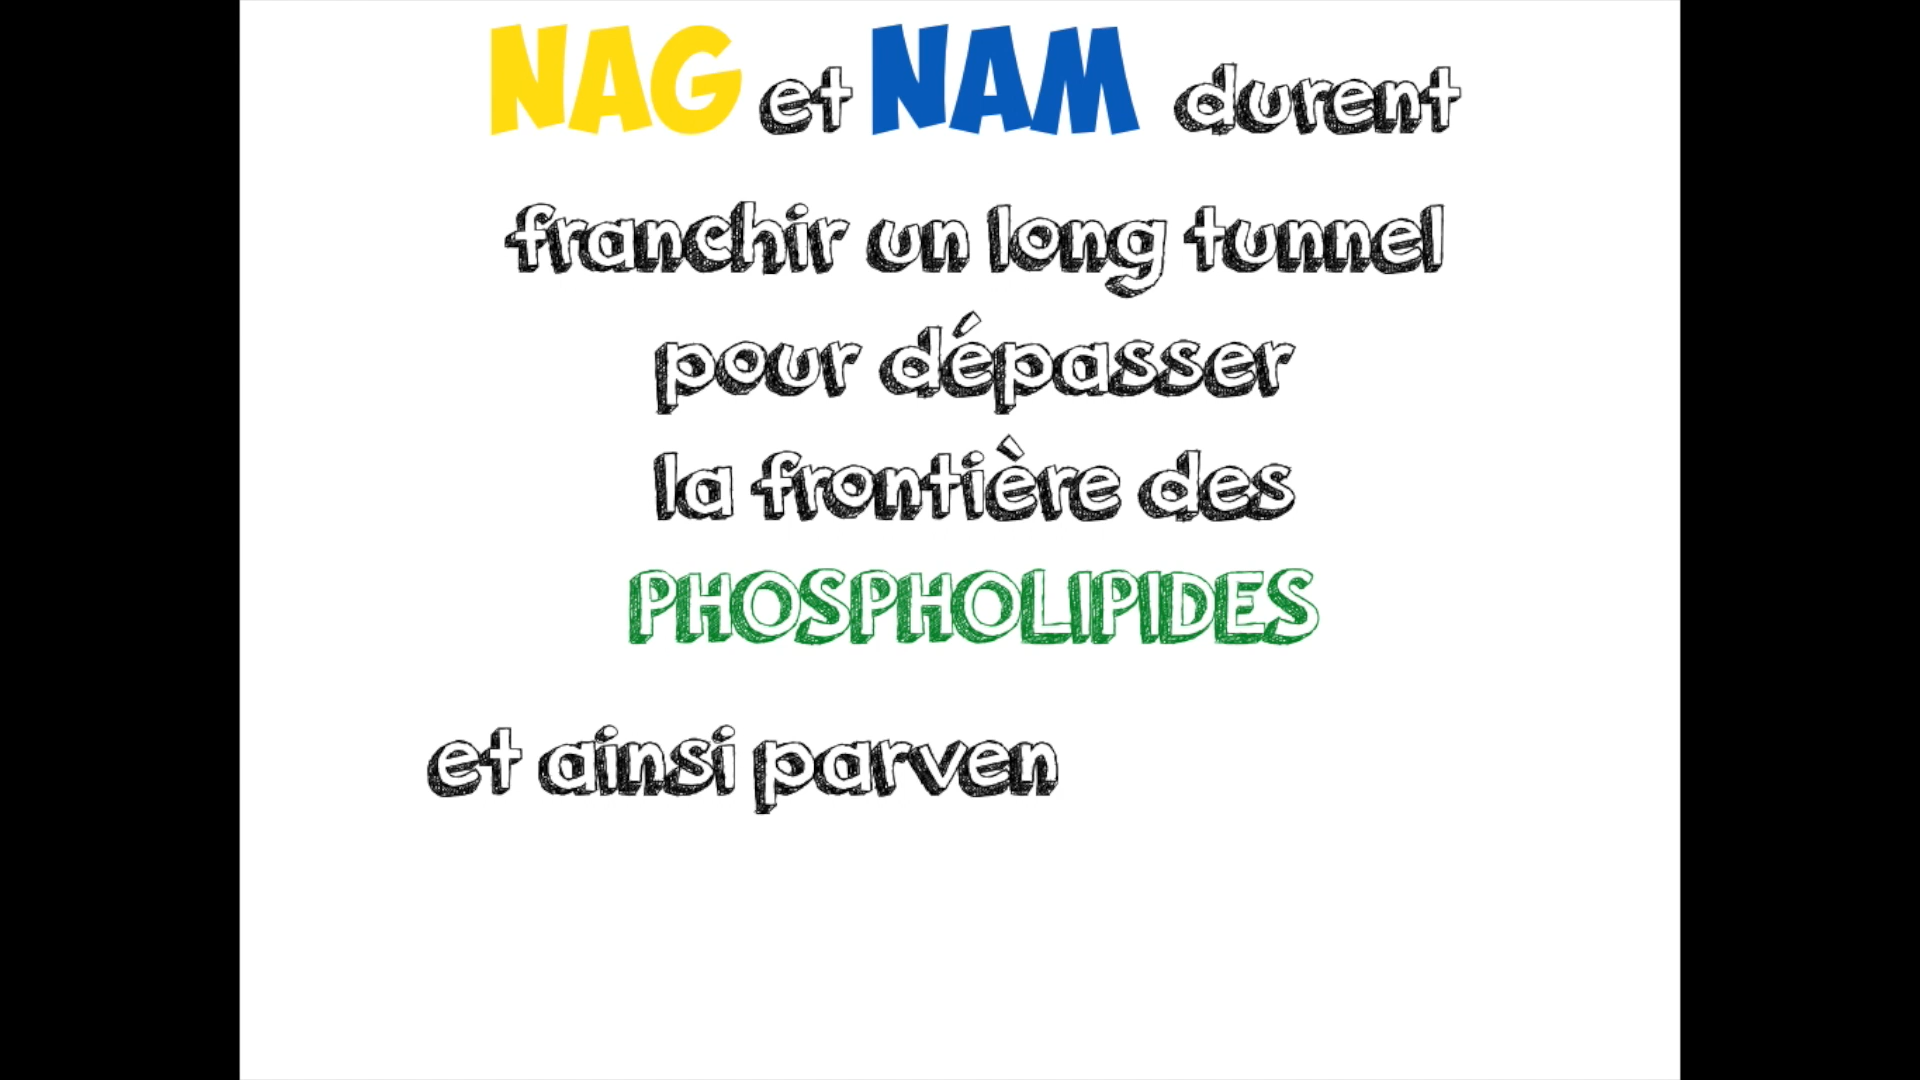 NAG et NAM durent
franchir un long tunnel
pour dépasser
la frontière des
PHOSPHOLIPIDES
et ainsi parven